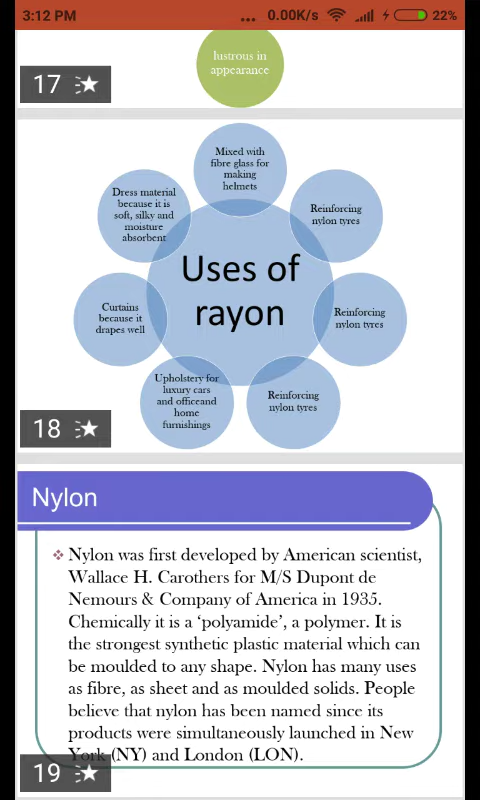 3:12 PM ... 0.00K/s 22%
lustrous in
appearance
17
Mixed with
fibre glass for
making
helmets
Reinforcing
nylon tyres
Reinforcing
nylon tyres
Reinforcing
nylon tyres
Upholstery for
luxury cars
and officeand
home
furnishings
Curtains
because it
drapes well
Dress material
because it is
soft, silky and
moisture
absorbent
Uses of
rayon
18
Nylon
Nylon was first developed by American scientist,
Wallace H. Carothers for M/S Dupont de
Nemours & Company of America in 1935.
Chemically it is a ‘polyamide’, a polymer. It is
the strongest synthetic plastic material which can
be moulded to any shape. Nylon has many uses
as fibre, as sheet and as moulded solids. People
believe that nylon has been named since its
products were simultaneously launched in New
York (NY) and London (LON).
19